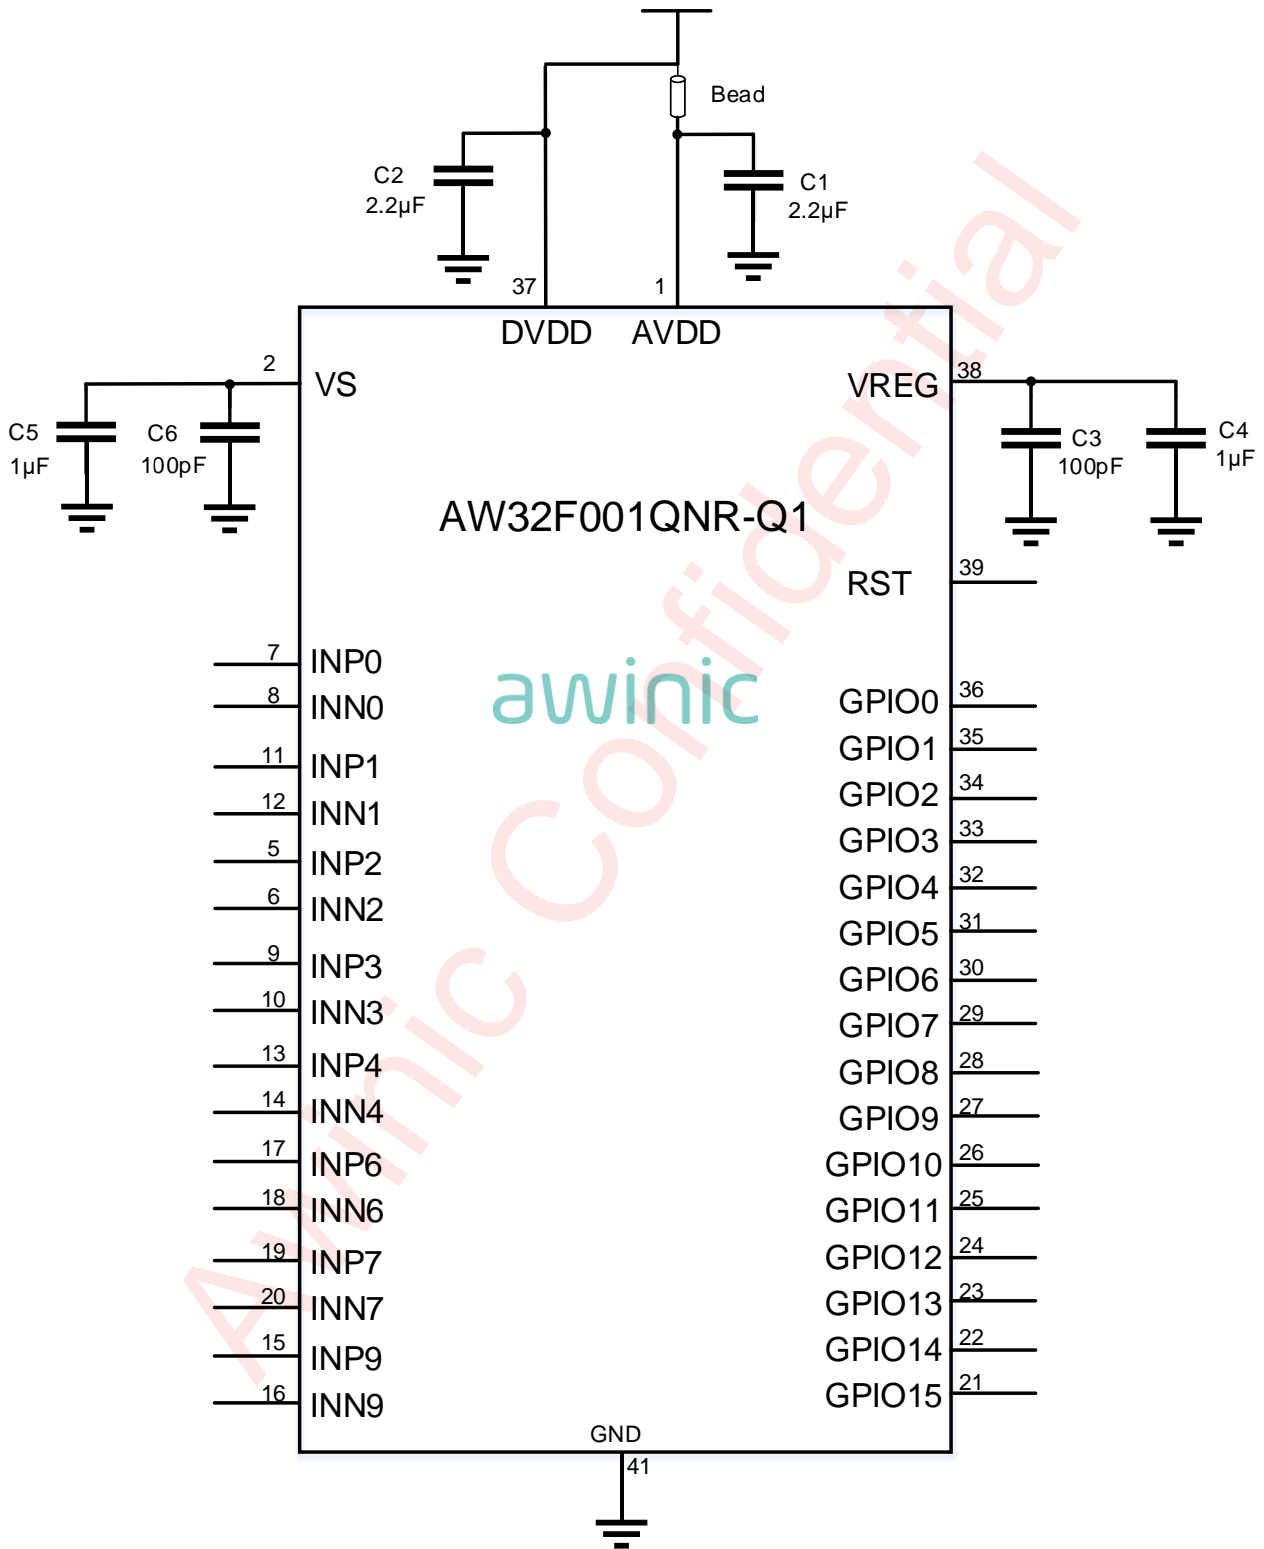 Bead
C2
2.2µF
C1
2.2µF
37
1
DVDD
AVDD
2
VS
VREG
38
C5
1µF
C6
100pF
C3
100pF
C4
1µF
AW32F001QNR-Q1
RST
39
awinic
7
INP0
8
INN0
11
INP1
12
INN1
5
INP2
6
INN2
9
INP3
10
INN3
13
INP4
14
INN4
17
INP6
18
INN6
19
INP7
20
INN7
15
INP9
16
INN9
GPIO0
36
GPIO1
35
GPIO2
34
GPIO3
33
GPIO4
32
GPIO5
31
GPIO6
30
GPIO7
29
GPIO8
28
GPIO9
27
GPIO10
26
GPIO11
25
GPIO12
24
GPIO13
23
GPIO14
22
GPIO15
21
GND
41
Awinic Confidential